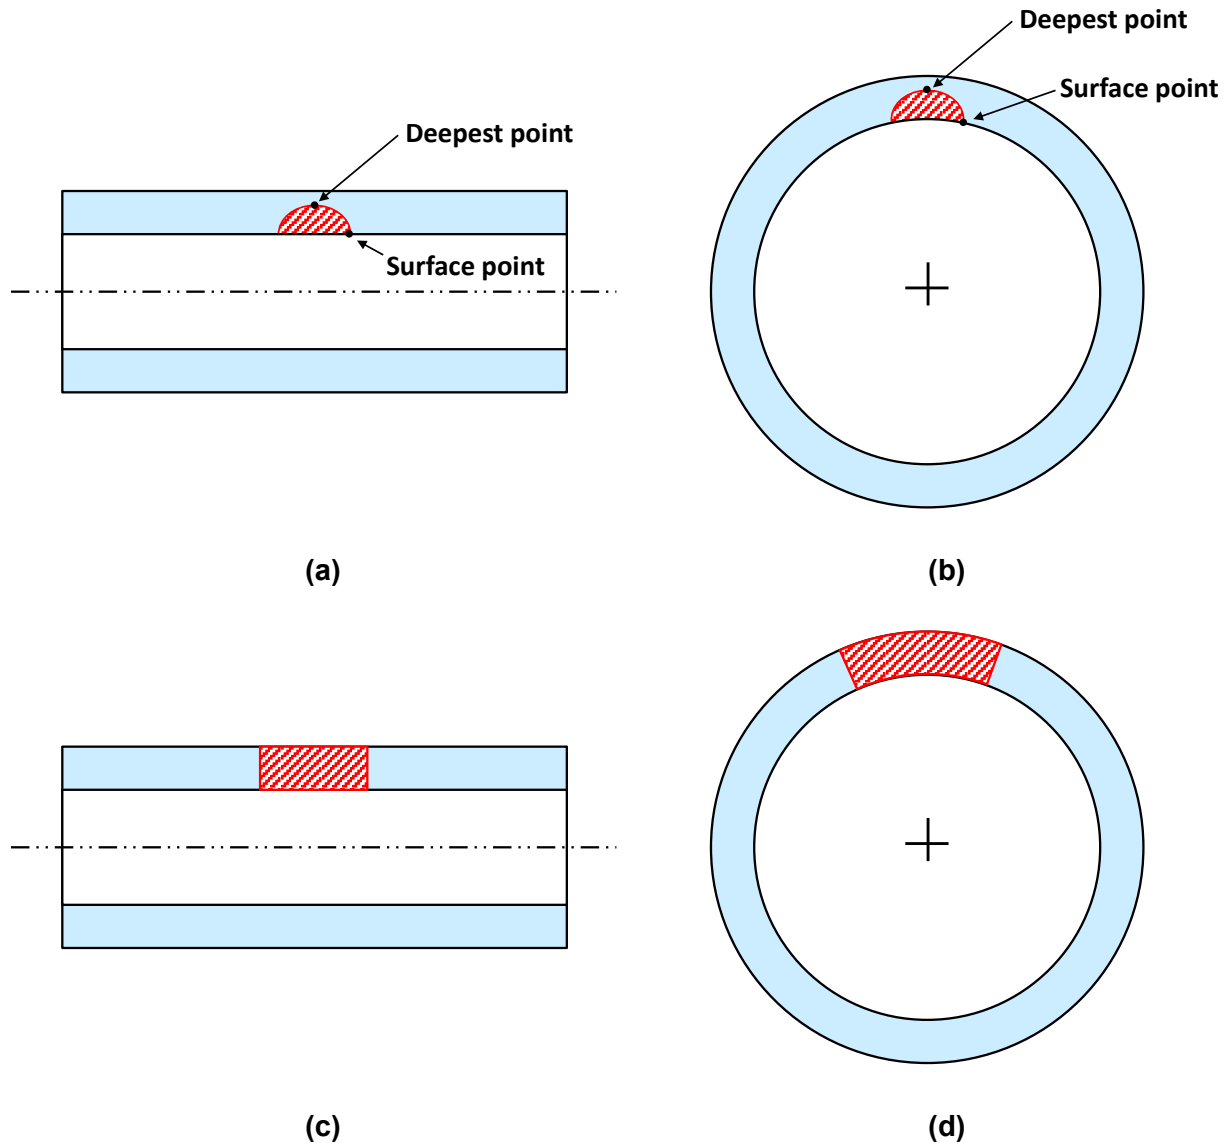 Deepest point
Surface point
Deepest point
Surface point
(a)
(b)
(c)
(d)